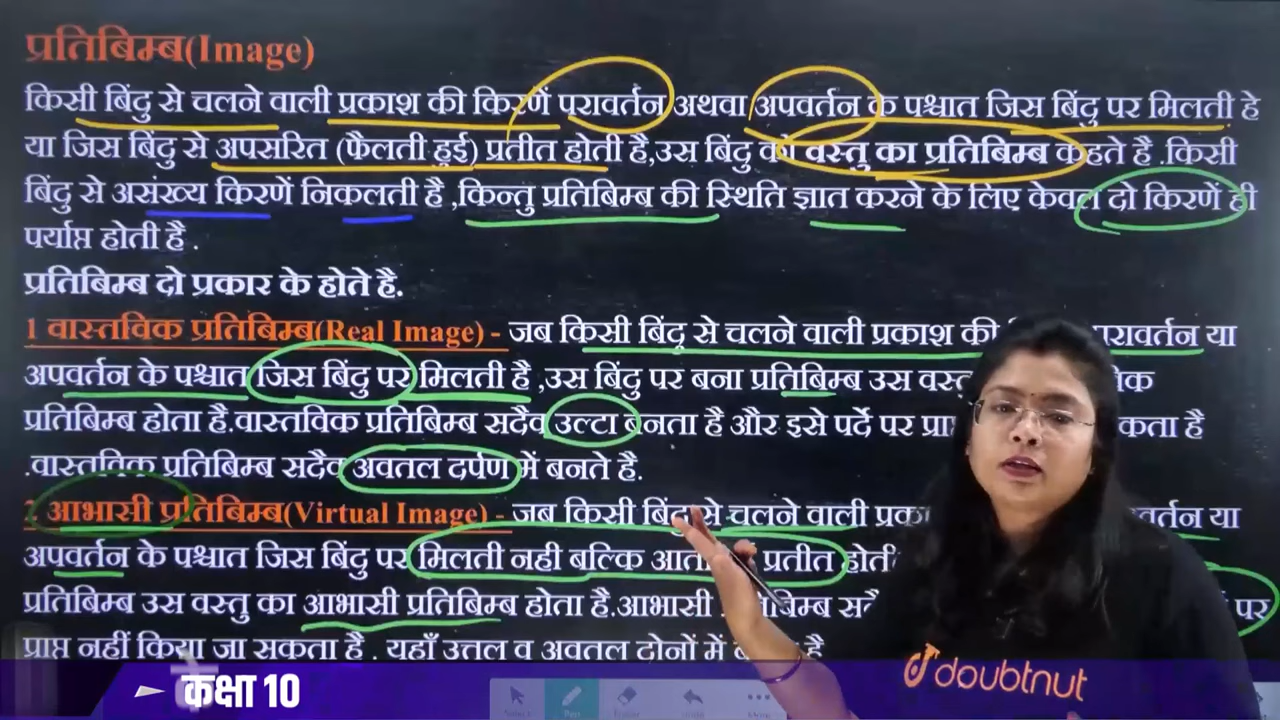 प्रतिबिम्ब(Image)
किसी बिंदु से चलने वाली प्रकाश की किरणें परावर्तन अथवा अपवर्तन के पश्चात जिस बिंदु पर मिलती हे
या जिस बिंदु से अपसरित (फैलती हुई) प्रतीत होती है,उस बिंदु को वस्तु का प्रतिबिम्ब कहते है .किसी
बिंदु से असंख्य किरणें निकलती है ,किन्तु प्रतिबिम्ब की स्थिति ज्ञात करने के लिए केवल दो किरणें ही
पर्याप्त होती है .
प्रतिबिम्ब दो प्रकार के होते है.
1 वास्तविक प्रतिबिम्ब(Real Image) - जब किसी बिंदु से चलने वाली प्रकाश की परावर्तन या
अपवर्तन के पश्चात जिस बिंदु पर मिलती है ,उस बिंदु पर बना प्रतिबिम्ब उस
प्रतिबिम्ब होता है.वास्तविक प्रतिबिम्ब सदैव उल्टा बनता है और इसे पर्दे पर है
.वास्तविक प्रतिबिम्ब सदैव अवतल दर्पण में बनते है.
2 आभासी प्रतिबिम्ब(Virtual Image) - जब किसी बिंदु से चलने वाली या
अपवर्तन के पश्चात जिस बिंदु पर मिलती नही बल्कि प्रतीत
प्रतिबिम्ब उस वस्तु का आभासी प्रतिबिम्ब होता है.आभासी पर
प्राप्त नहीं किया जा सकता है . यहाँ उत्तल व अवतल दोनों में है
कक्षा 10
doubtnut